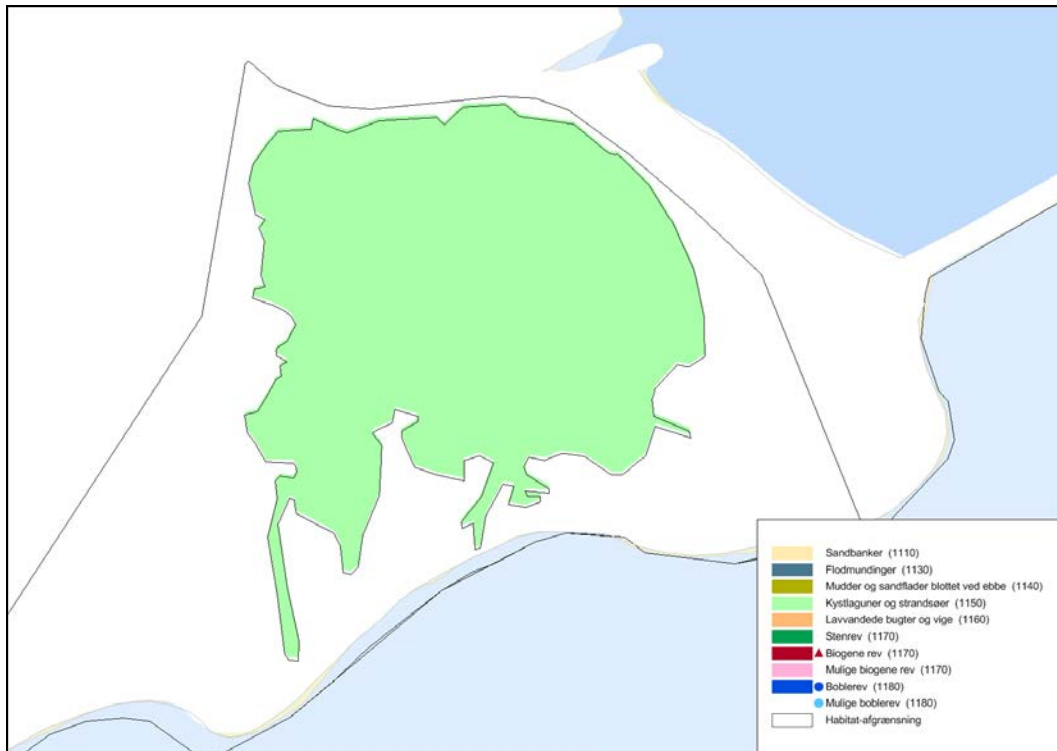 Sandbanker (1110)
Flodmundinger (1130)
Mudder og sandflader blottet ved ebbe (1140)
Kystlaguner og strandsøer (1150)
Lavvandede bugter og vige (1160)
Stenrev (1170)
Biogene rev (1170)
Mulige biogene rev (1170)
Boblerev (1180)
Mulige boblerev (1180)
Habitat-afgrænsning